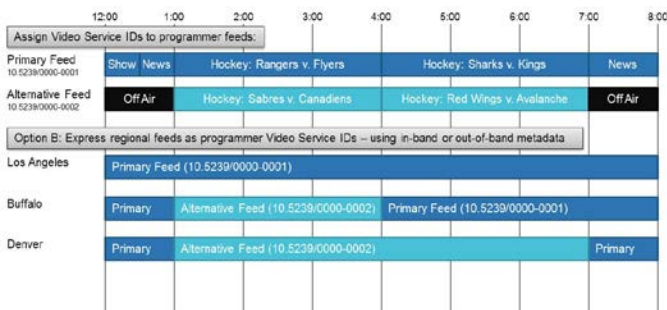 12:00 1:00 2:00 3:00 4:00 5:00 6:00 7:00 8:00
Assign Video Service IDs to programmer feeds:
Primary Feed
10.5239/0000-0001
Show News Hockey: Rangers v. Flyers Hockey: Sharks v. Kings News
Alternative Feed
10.5239/0000-0002
Off Air Hockey: Sabres v. Canadiens Hockey: Red Wings v. Avalanche Off Air
Option B: Express regional feeds as programmer Video Service IDs – using in-band or out-of-band metadata
Los Angeles
Primary Feed (10.5239/0000-0001)
Buffalo
Primary Alternative Feed (10.5239/0000-0002) Primary Feed (10.5239/0000-0001)
Denver
Primary Alternative Feed (10.5239/0000-0002) Primary